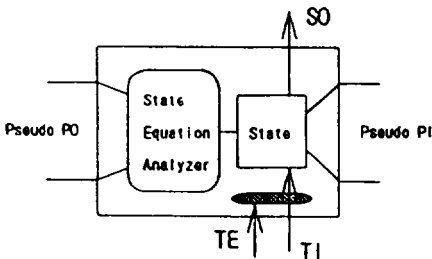 SO
State
Equation
Analyzer
State
Pseudo PO
Pseudo PI
TE
TI